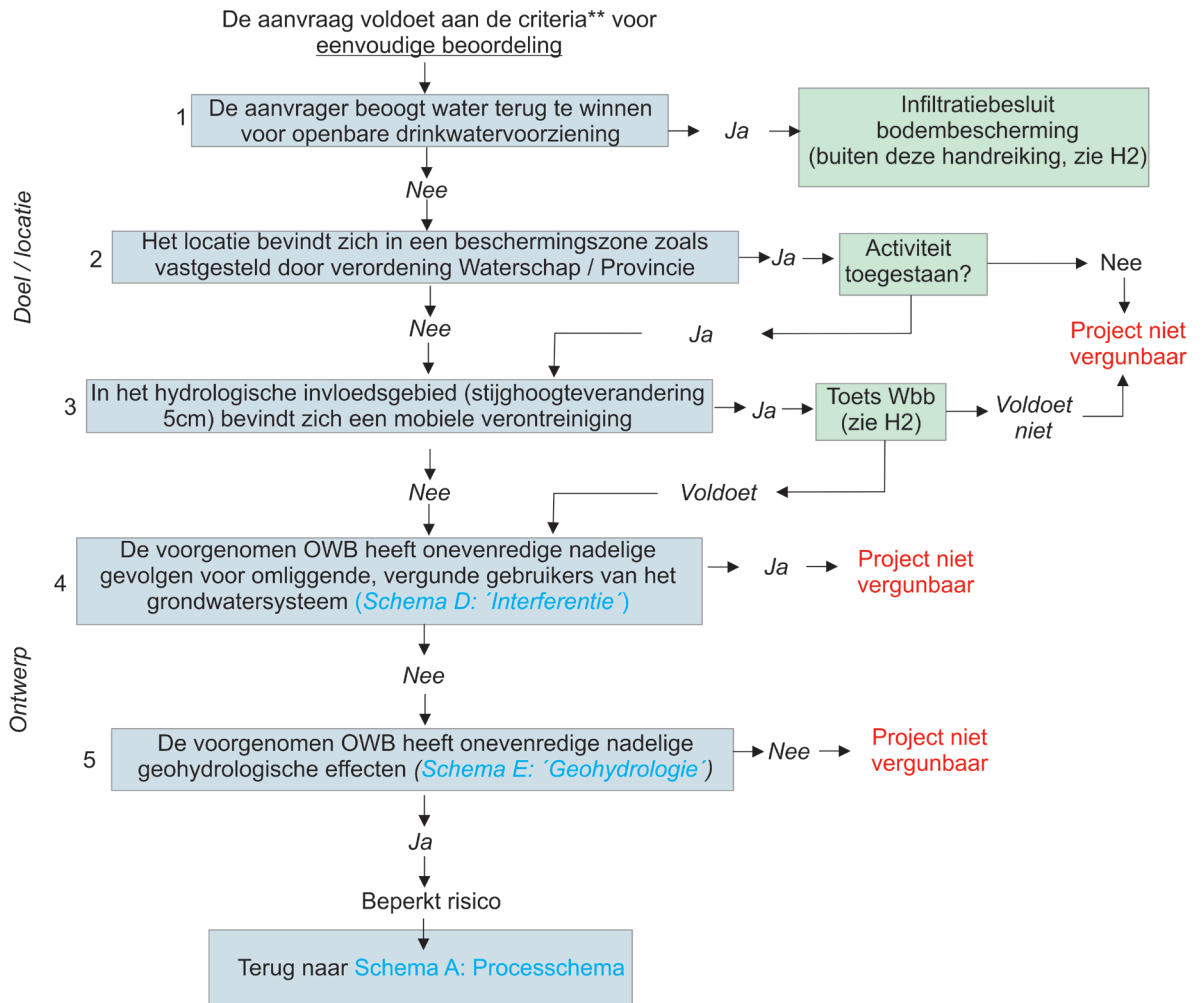 De aanvraag voldoet aan de criteria** voor
eenvoudige beoordeling
Doel / locatie
1
De aanvrager beoogt water terug te winnen
voor openbare drinkwatervoorziening
Ja
Infiltratiebesluit
bodembescherming
(buiten deze handreiking, zie H2)
Nee
2
Het locatie bevindt zich in een beschermingszone zoals
vastgesteld door verordening Waterschap / Provincie
Ja
Activiteit
toegestaan?
Nee
Project niet
vergunbaar
Nee
Ja
3
In het hydrologische invloedsgebied (stijghoogteverandering
5cm) bevindt zich een mobiele verontreiniging
Ja
Toets Wbb
(zie H2)
Voldoet
niet
Nee
Voldoet
Ontwerp
4
De voorgenomen OWB heeft onevenredige nadelige
gevolgen voor omliggende, vergunde gebruikers van het
grondwatersysteem (Schema D: ´Interferentie´)
Ja
Project niet
vergunbaar
Nee
5
De voorgenomen OWB heeft onevenredige nadelige
geohydrologische effecten (Schema E: ´Geohydrologie´)
Nee
Project niet
vergunbaar
Ja
Beperkt risico
Terug naar Schema A: Processchema